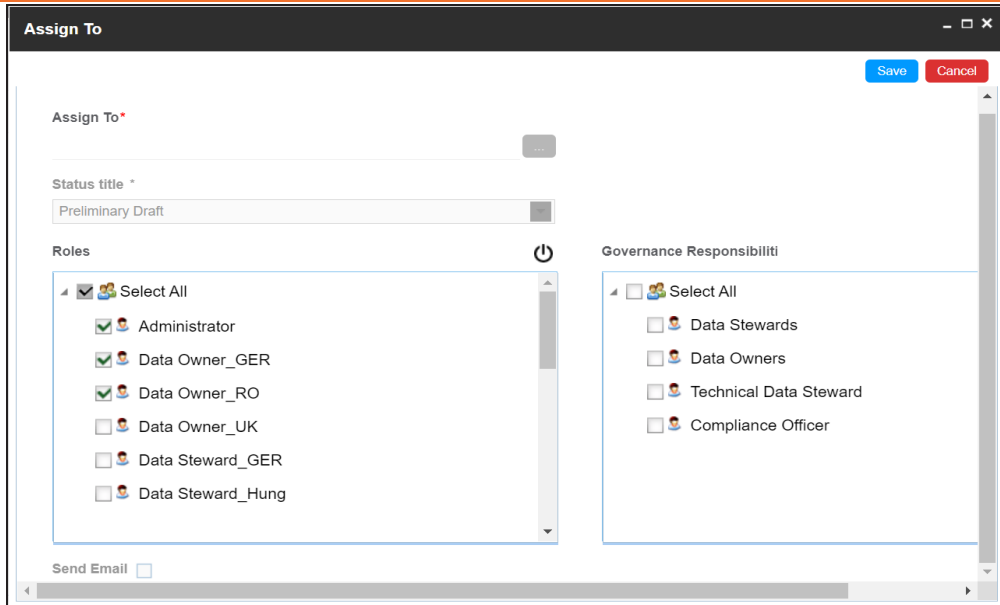 Assign To
Save Cancel
Assign To*
...
Status title *
Preliminary Draft
Roles
Select All
Administrator
Data Owner_GER
Data Owner_RO
Data Owner_UK
Data Steward_GER
Data Steward_Hung
Governance Responsibiliti
Select All
Data Stewards
Data Owners
Technical Data Steward
Compliance Officer
Send Email